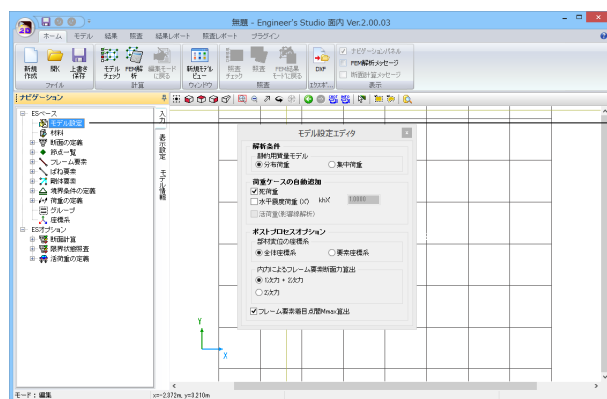 無題 - Engineer's Studio 面内 Ver.2.00.03
ホーム モデル 結果 照査 結果レポート 照査レポート プラグイン
新規作成 開く 上書き保存 モデルチェック FEM解析 編集モードに戻る 新規モデルビュー 照査チェック 照査 FEM結果モードに戻る DXF
ナビゲーションパネル
FEM解析メッセージ
断面計算メッセージ
ファイル 計算 ウィンドウ 照査 エクスポ... 表示
ナビゲーション
ESベース
モデル設定
材料
断面の定義
節点一覧
フレーム要素
ばね要素
剛体要素
境界条件の定義
荷重の定義
グループ
座標系
ESオプション
断面計算
限界状態照査
活荷重の定義
入力
表示設定
モデル情報
モデル設定エディタ
解析条件
静的用質量モデル
分布荷重 集中荷重
荷重ケースの自動追加
死荷重
水平震度荷重 (X) khX 1.0000
活荷重(影響線解析)
ポストプロセスオプション
部材変位の座標系
全体座標系 要素座標系
内力によるフレーム要素断面力算出
1次力 + 2次力
2次力
フレーム要素着目点間Mmax算出
Y
X
モード : 編集 x=-2.372m, y=3.210m